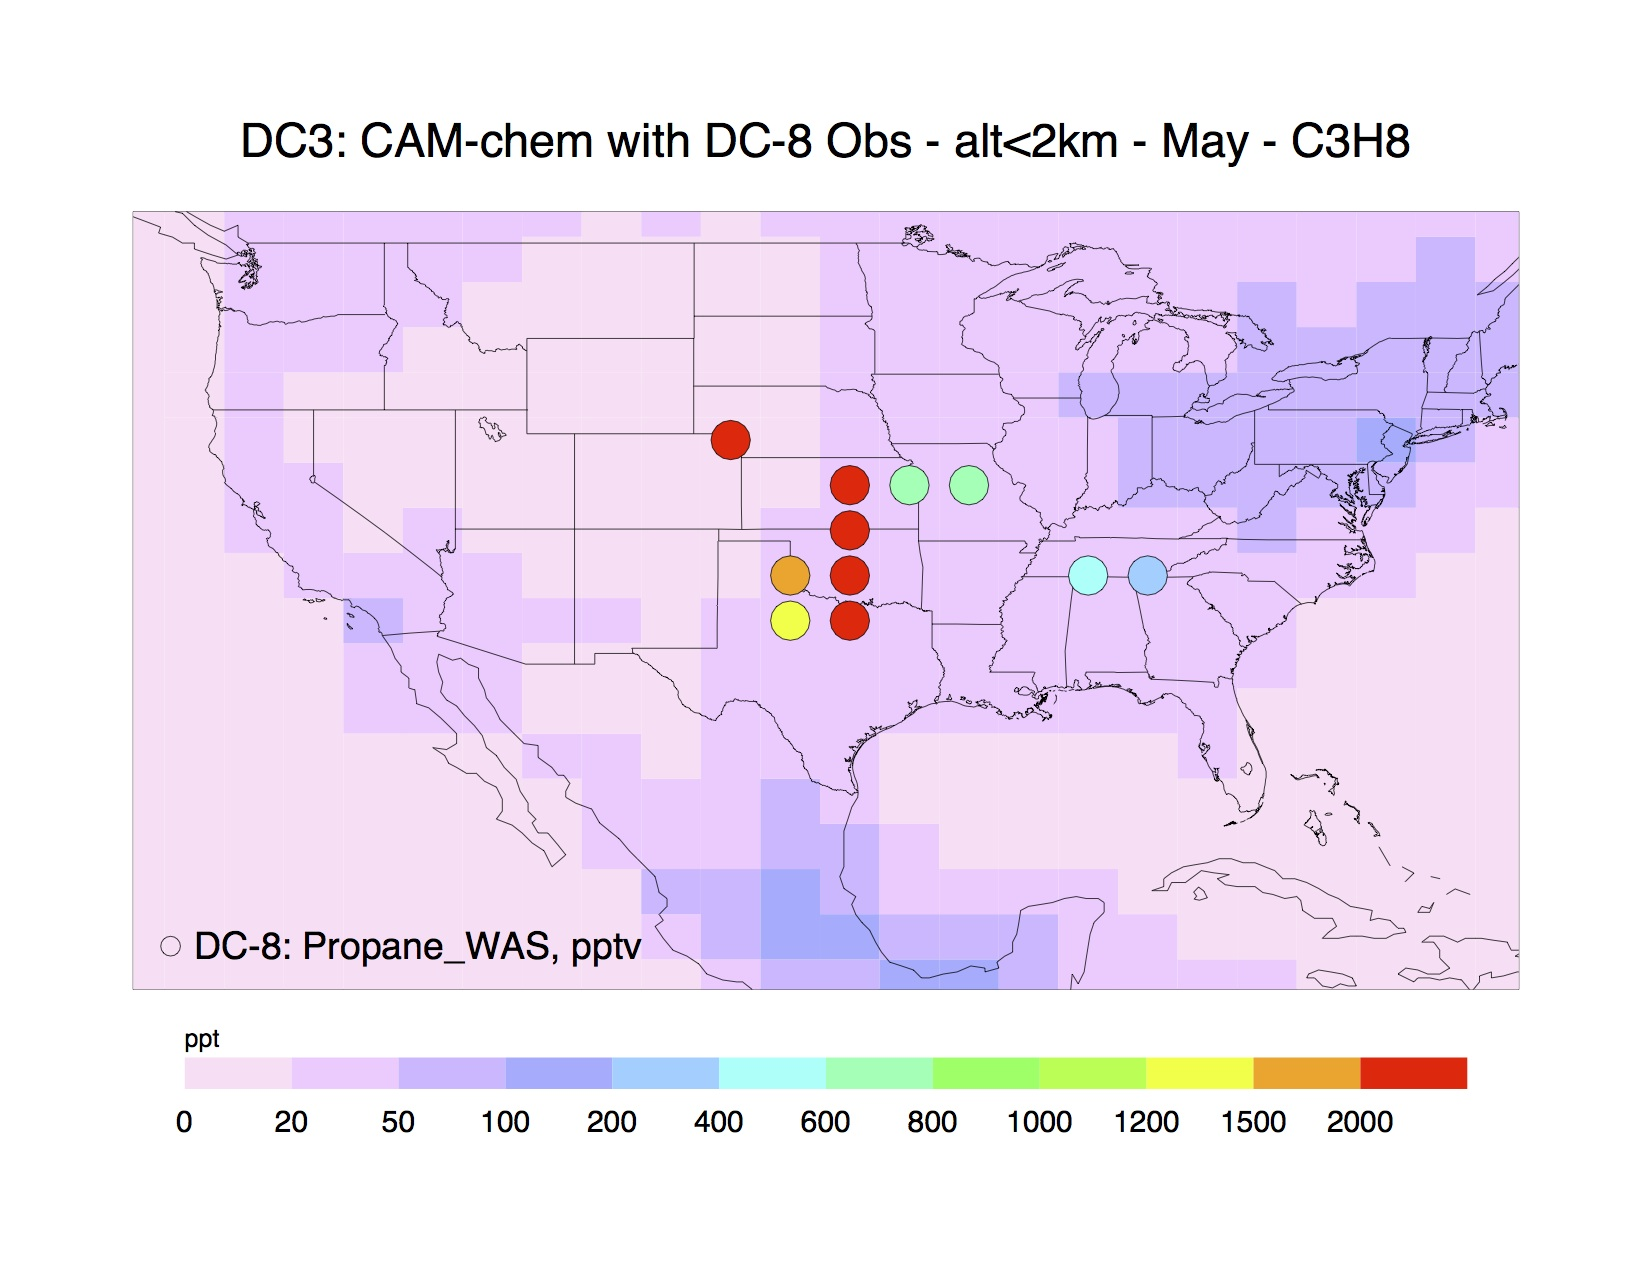 DC3: CAM-chem with DC-8 Obs - alt<2km - May - C3H8
DC-8: Propane_WAS, pptv
ppt
0 20 50 100 200 400 600 800 1000 1200 1500 2000